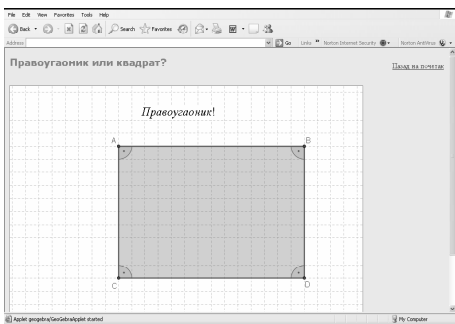 File Edit View Favorites Tools Help
Back Search Favorites
Address Go Links » Norton Internet Security Norton AntiVirus
Правоугаоник или квадрат?
Назад на почетак
Правоугаоник!
A B
C D
Applet geogebra/GeoGebraApplet started My Computer